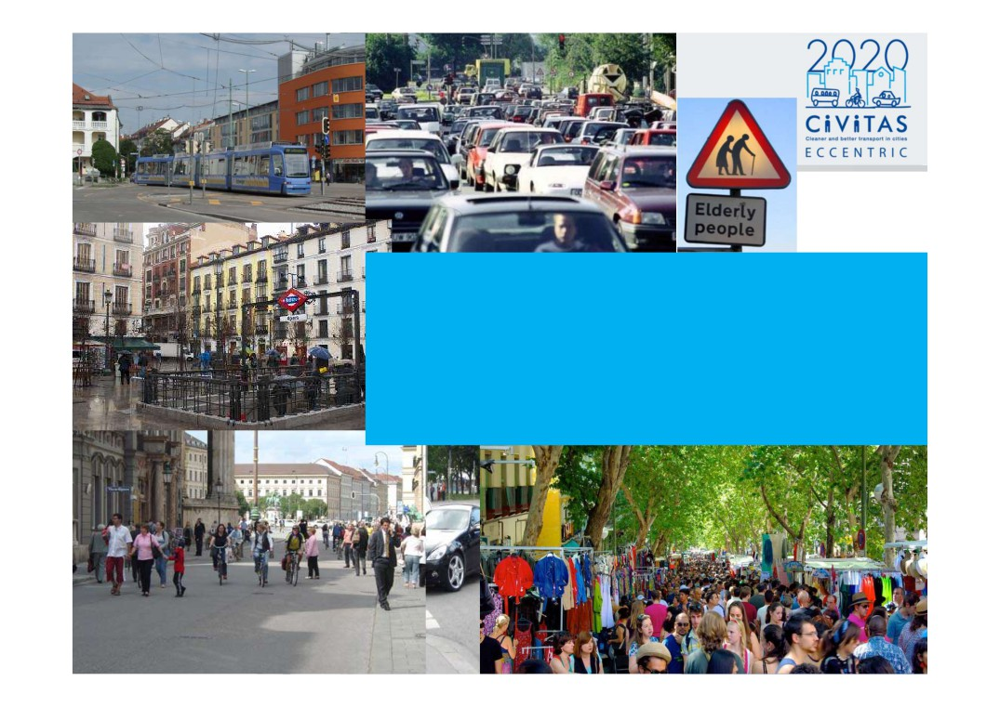 2020
CiViTAS
Cleaner and better transport in cities
ECCENTRIC
Elderly
people